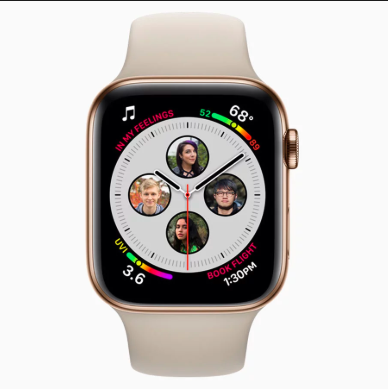 IN MY FEELINGS
52
68°
89
UVI
3.6
BOOK FLIGHT
1:30PM